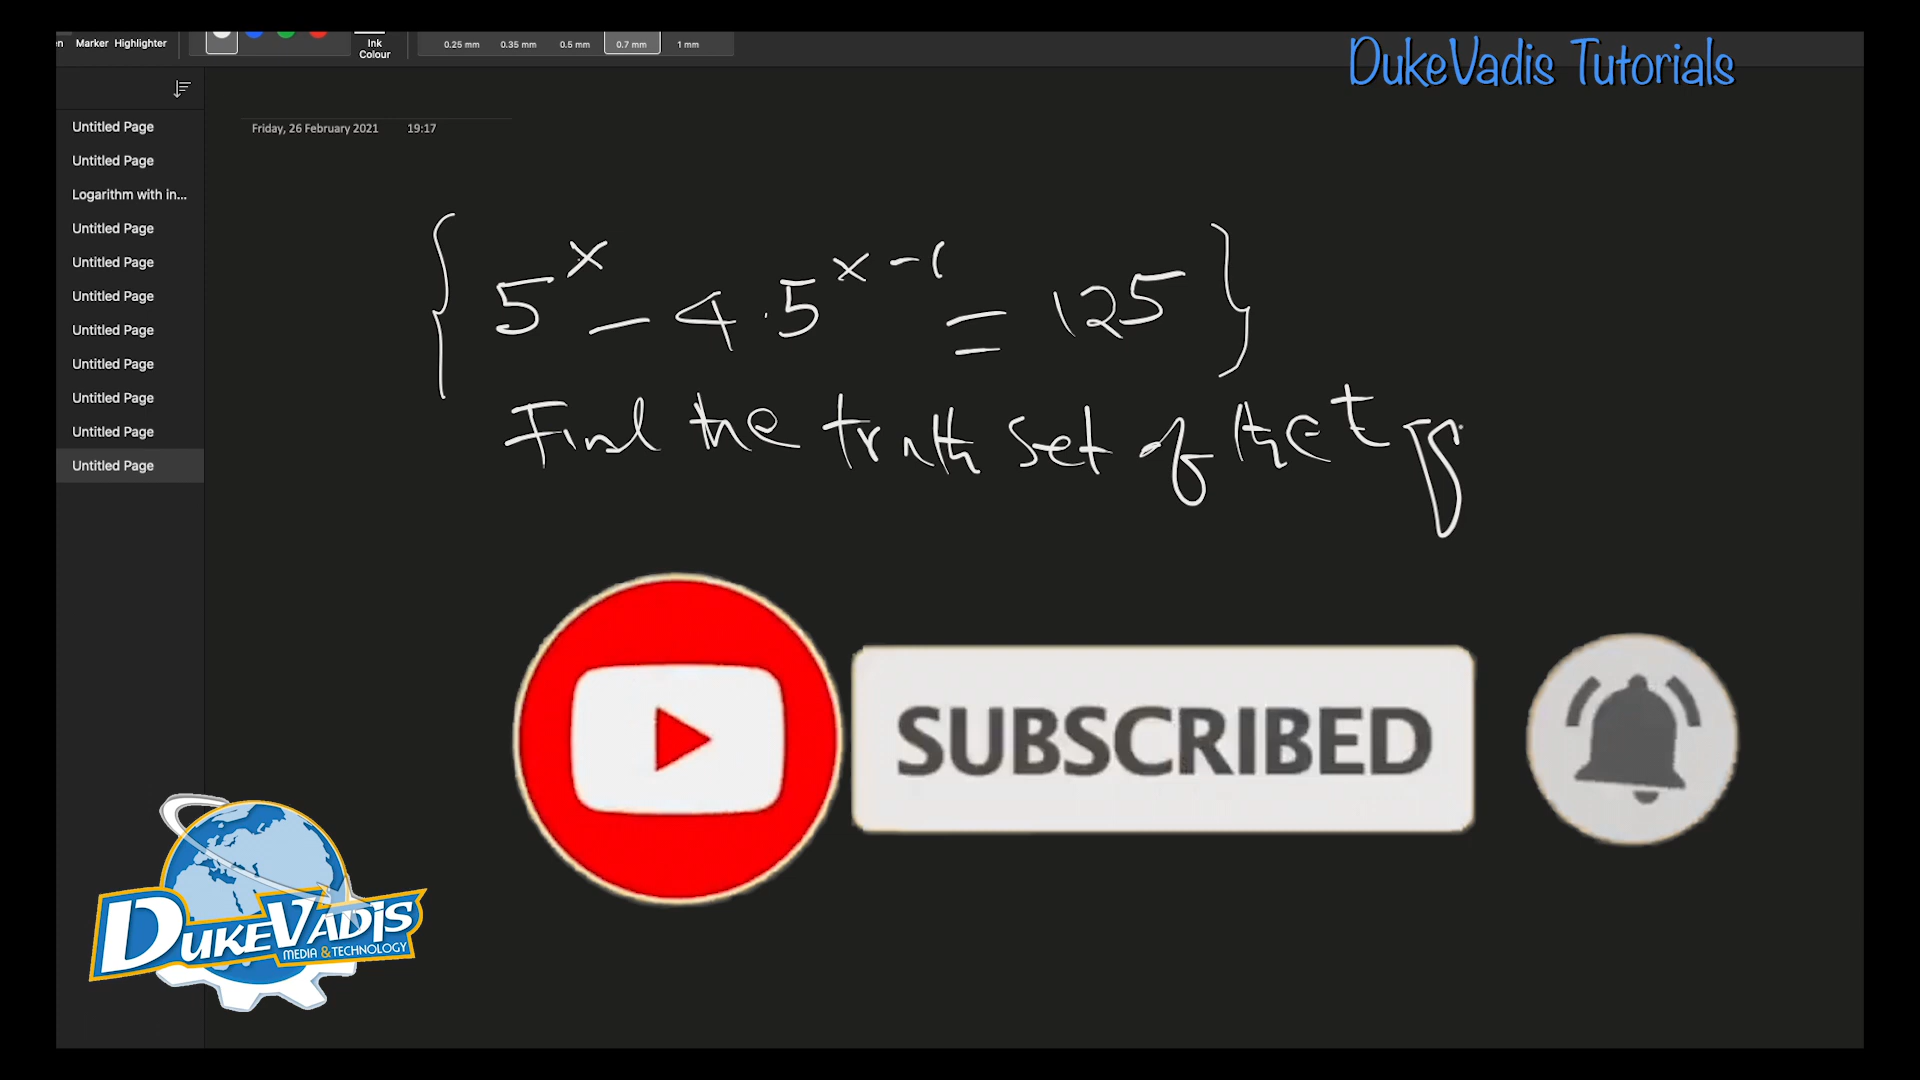 Marker Highlighter
Ink
Colour
0.25 mm 0.35 mm 0.5 mm 0.7 mm 1 mm
DukeVadis Tutorials
Friday, 26 February 2021 19:17
Untitled Page
Untitled Page
Logarithm with in...
Untitled Page
Untitled Page
Untitled Page
Untitled Page
Untitled Page
Untitled Page
Untitled Page
Untitled Page
{ 5^x - 4.5^(x-1) = 125 }
Find the truth set of the
SUBSCRIBED
DUKEVADIS
MEDIA & TECHNOLOGY